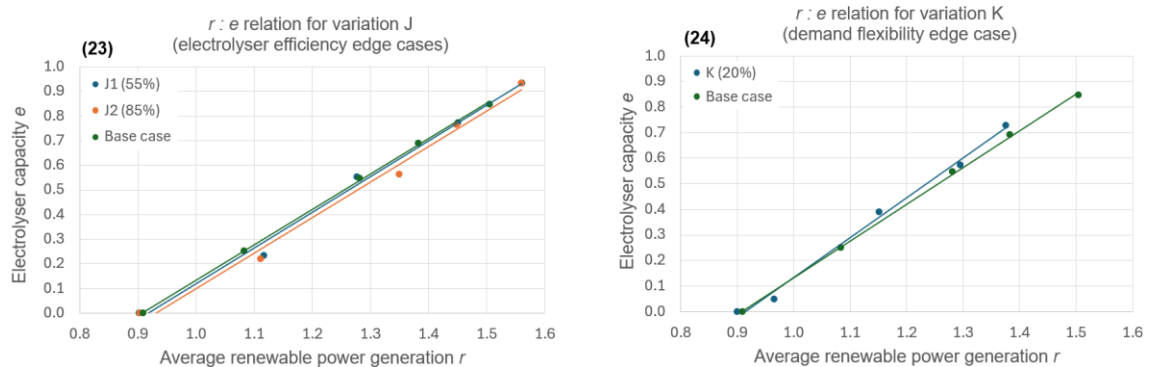 r : e relation for variation J
(electrolyser efficiency edge cases)
(23)
1.0
0.9
0.8
0.7
0.6
0.5
0.4
0.3
0.2
0.1
0.0
Electrolyser capacity e
J1 (55%)
J2 (85%)
Base case
0.8 0.9 1.0 1.1 1.2 1.3 1.4 1.5 1.6
Average renewable power generation r
r : e relation for variation K
(demand flexibility edge case)
(24)
1.0
0.9
0.8
0.7
0.6
0.5
0.4
0.3
0.2
0.1
0.0
Electrolyser capacity e
K (20%)
Base case
0.8 0.9 1.0 1.1 1.2 1.3 1.4 1.5 1.6
Average renewable power generation r